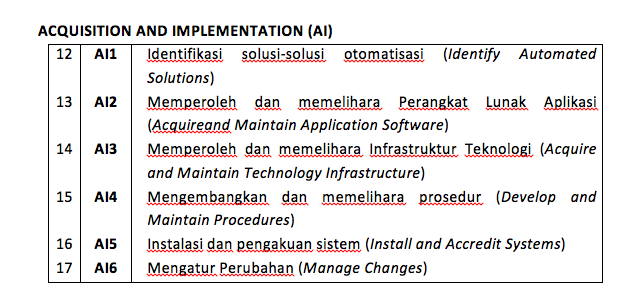 ACQUISITION AND IMPLEMENTATION (AI)
12 AI1 Identifikasi solusi-solusi otomatisasi (Identify Automated
Solutions)
13 AI2 Memperoleh dan memelihara Perangkat Lunak Aplikasi
(Acquireand Maintain Application Software)
14 AI3 Memperoleh dan memelihara Infrastruktur Teknologi (Acquire
and Maintain Technology Infrastructure)
15 AI4 Mengembangkan dan memelihara prosedur (Develop and
Maintain Procedures)
16 AI5 Instalasi dan pengakuan sistem (Install and Accredit Systems)
17 AI6 Mengatur Perubahan (Manage Changes)